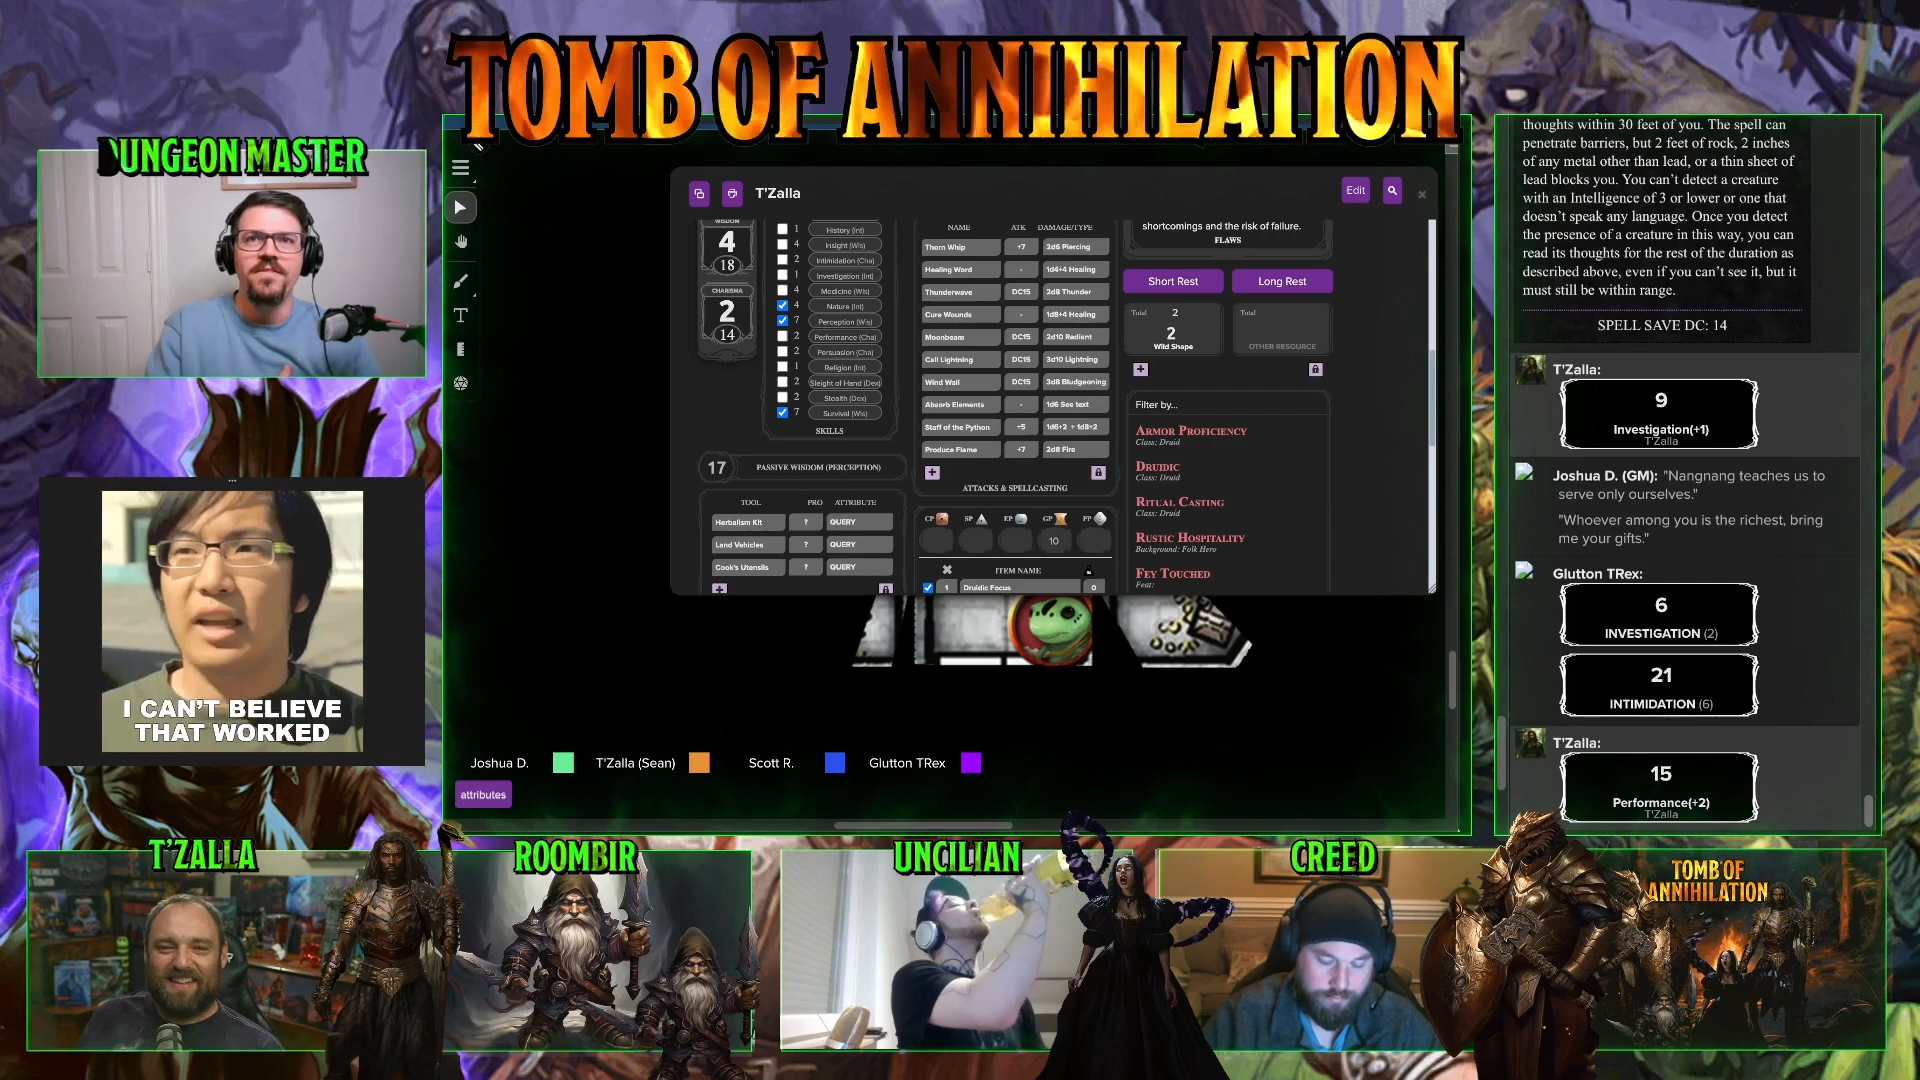 TOMB OF ANNIHILATION
DUNGEON MASTER
I CAN'T BELIEVE
THAT WORKED
T'Zalla
Edit
WISDOM
4
18
CHARISMA
2
14
1 History (Int)
4 Insight (Wis)
2 Intimidation (Cha)
1 Investigation (Int)
4 Medicine (Wis)
4 Nature (Int)
7 Perception (Wis)
2 Performance (Cha)
2 Persuasion (Cha)
1 Religion (Int)
2 Sleight of Hand (Dex)
2 Stealth (Dex)
7 Survival (Wis)
SKILLS
17 PASSIVE WISDOM (PERCEPTION)
TOOL PRO ATTRIBUTE
Herbalism Kit ? QUERY
Land Vehicles ? QUERY
Cook's Utensils ? QUERY
NAME ATK DAMAGE/TYPE
Thorn Whip +7 2d6 Piercing
Healing Word - 1d4+4 Healing
Thunderwave DC15 2d8 Thunder
Cure Wounds - 1d8+4 Healing
Moonbeam DC15 2d10 Radiant
Call Lightning DC15 3d10 Lightning
Wind Wall DC15 3d8 Bludgeoning
Absorb Elements - 1d6 See text
Staff of the Python +5 1d6+2 + 1d8+2
Produce Flame +7 2d8 Fire
ATTACKS & SPELLCASTING
CP SP EP GP PP
10
ITEM NAME
1 Druidic Focus 0
shortcomings and the risk of failure.
FLAWS
Short Rest Long Rest
Total 2
2
Wild Shape
Total
OTHER RESOURCE
Filter by...
ARMOR PROFICIENCY
Class: Druid
DRUIDIC
Class: Druid
RITUAL CASTING
Class: Druid
RUSTIC HOSPITALITY
Background: Folk Hero
FEY TOUCHED
Feat:
Joshua D. T'Zalla (Sean) Scott R. Glutton TRex
attributes
thoughts within 30 feet of you. The spell can
penetrate barriers, but 2 feet of rock, 2 inches
of any metal other than lead, or a thin sheet of
lead blocks you. You can't detect a creature
with an Intelligence of 3 or lower or one that
doesn't speak any language. Once you detect
the presence of a creature in this way, you can
read its thoughts for the rest of the duration as
described above, even if you can't see it, but it
must still be within range.
SPELL SAVE DC: 14
T'Zalla:
9
Investigation(+1)
T'Zalla
Joshua D. (GM): "Nangnang teaches us to
serve only ourselves."
"Whoever among you is the richest, bring
me your gifts."
Glutton TRex:
6
INVESTIGATION (2)
21
INTIMIDATION (6)
T'Zalla:
15
Performance(+2)
T'Zalla
T'ZALLA
ROOMBIR
UNCILIAN
CREED
TOMB OF
ANNIHILATION